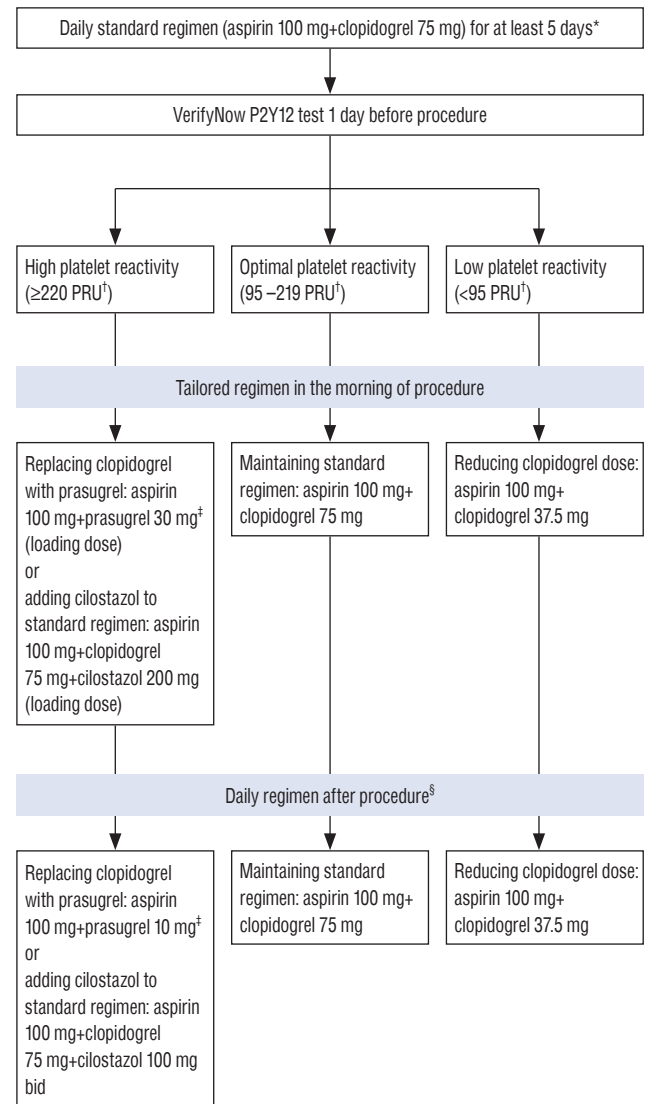 Daily standard regimen (aspirin 100 mg+clopidogrel 75 mg) for at least 5 days*
VerifyNow P2Y12 test 1 day before procedure
High platelet reactivity
(≥220 PRU†)
Optimal platelet reactivity
(95 –219 PRU†)
Low platelet reactivity
(<95 PRU†)
Tailored regimen in the morning of procedure
Replacing clopidogrel
with prasugrel: aspirin
100 mg+prasugrel 30 mg‡
(loading dose)
or
adding cilostazol to
standard regimen: aspirin
100 mg+clopidogrel
75 mg+cilostazol 200 mg
(loading dose)
Maintaining standard
regimen: aspirin 100 mg+
clopidogrel 75 mg
Reducing clopidogrel dose:
aspirin 100 mg+
clopidogrel 37.5 mg
Daily regimen after procedure§
Replacing clopidogrel
with prasugrel: aspirin
100 mg+prasugrel 10 mg‡
or
adding cilostazol to
standard regimen: aspirin
100 mg+clopidogrel
75 mg+cilostazol 100 mg
bid
Maintaining standard
regimen: aspirin 100 mg+
clopidogrel 75 mg
Reducing clopidogrel dose:
aspirin 100 mg+
clopidogrel 37.5 mg